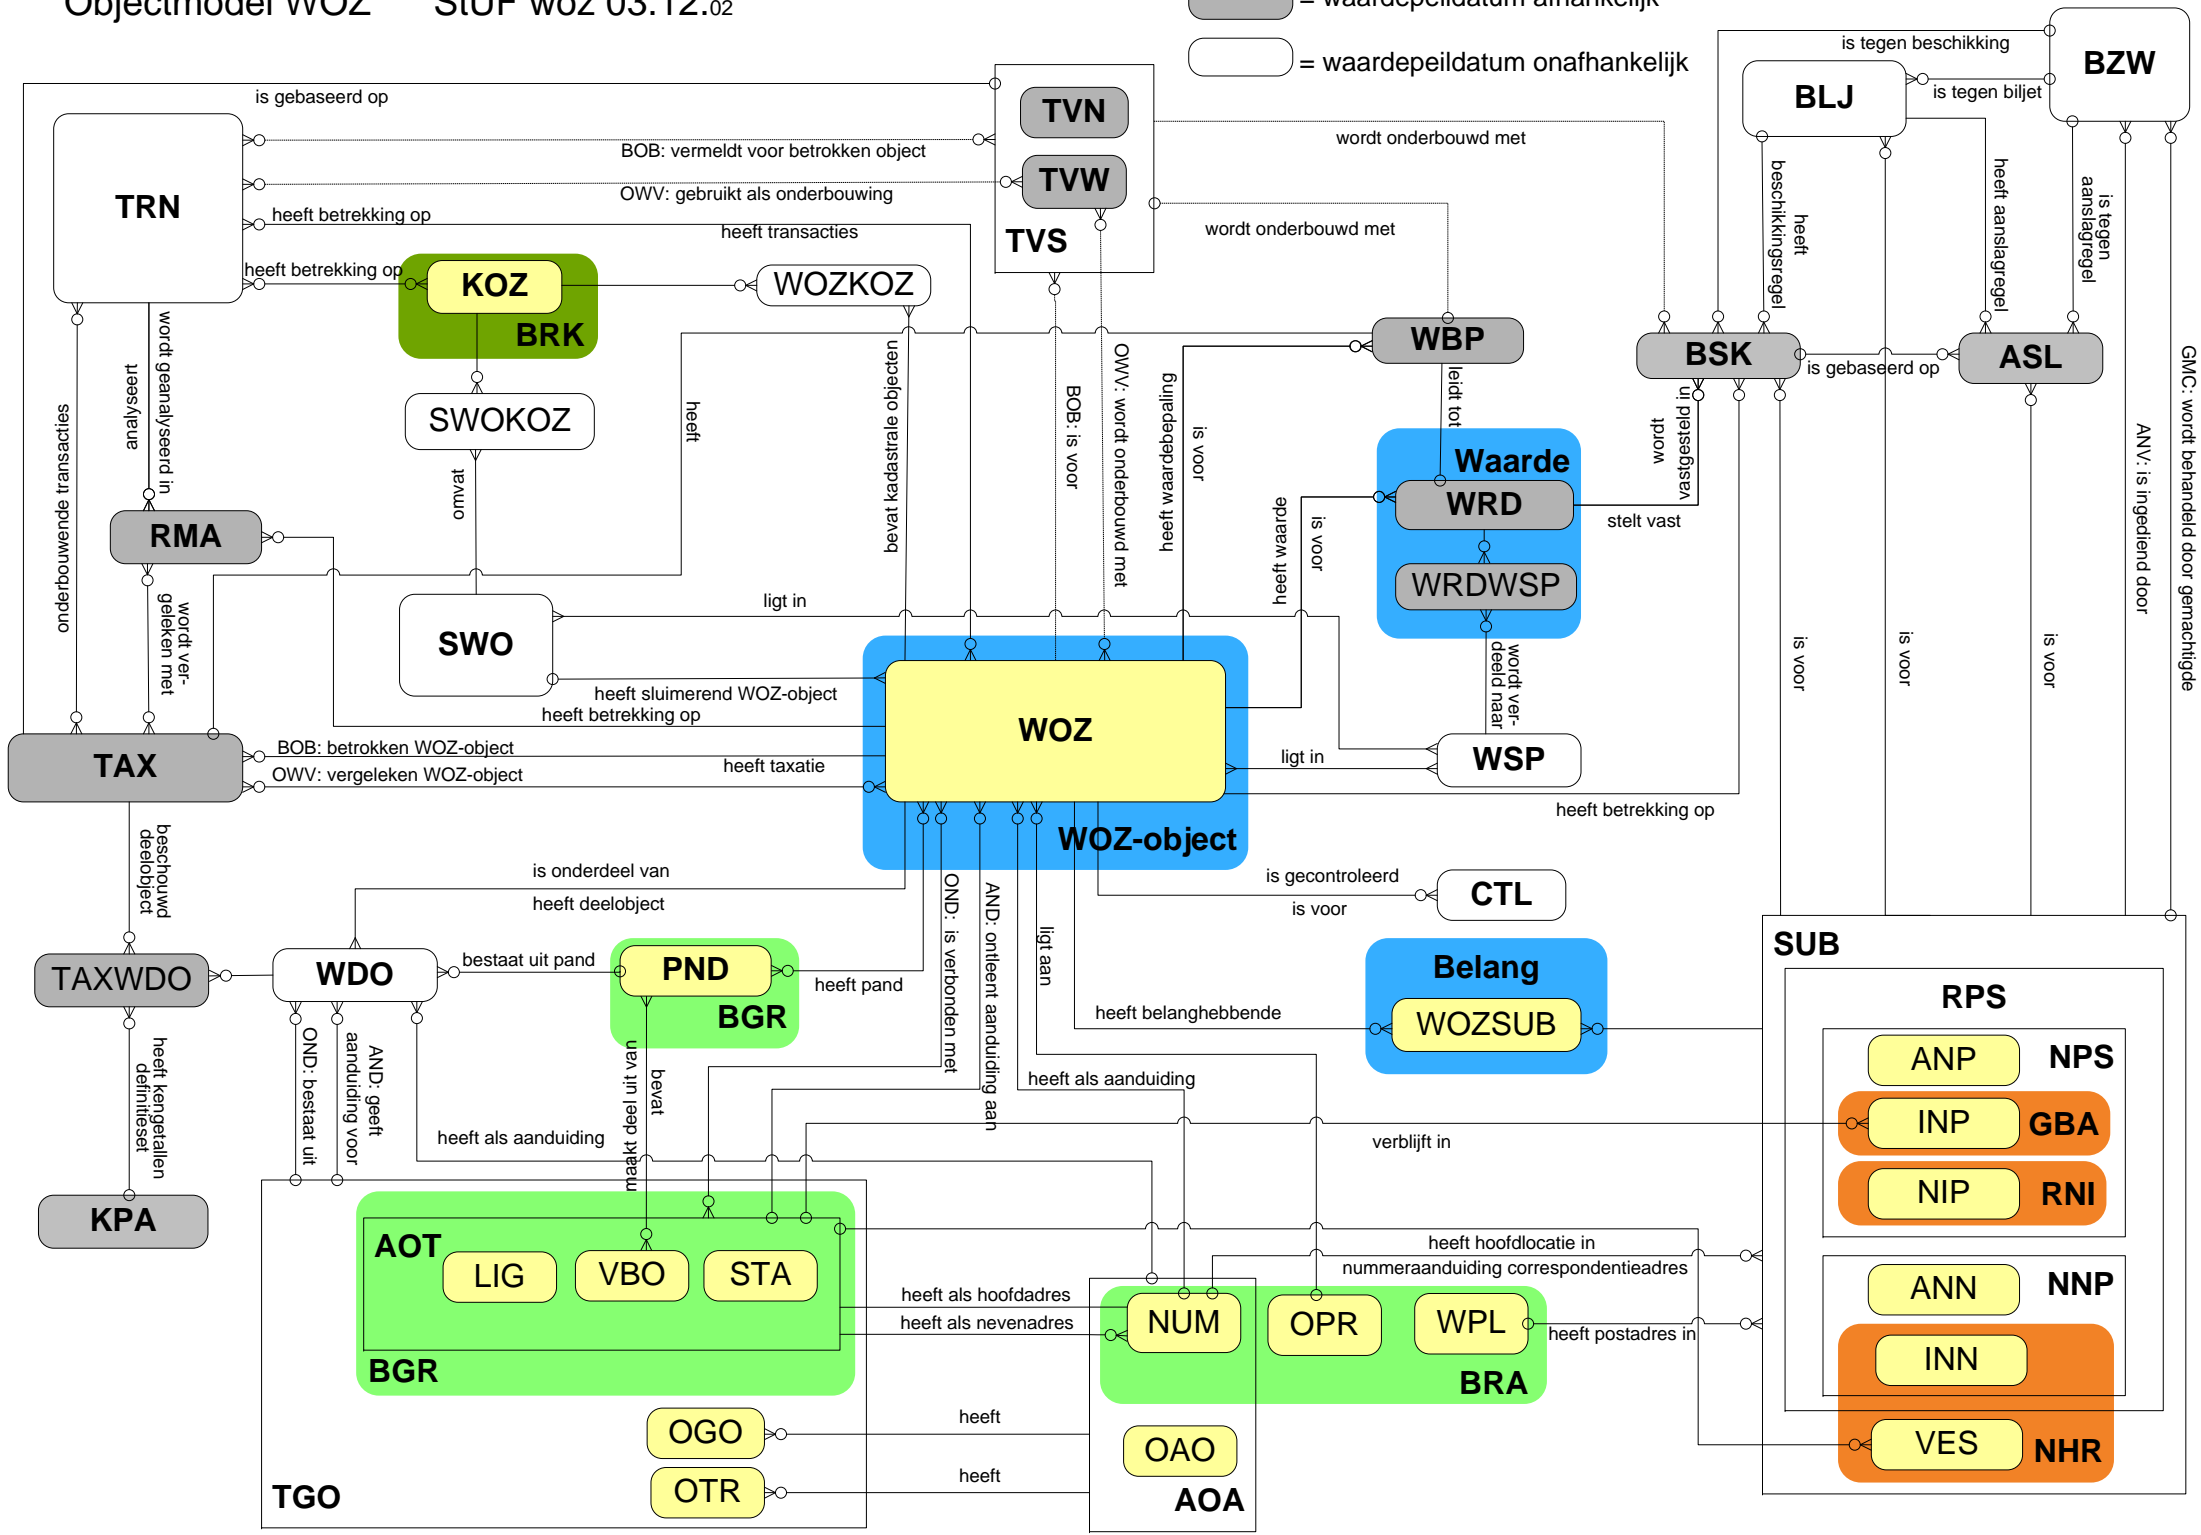 Objectmodel WOZ StUF woz 03.12.02
= waardepeildatum afhankelijk
= waardepeildatum onafhankelijk
is tegen beschikking
BZW
BLJ
is tegen biljet
is gebaseerd op
TVN
TVW
TVS
BOB: vermeldt voor betrokken object
OWV: gebruikt als onderbouwing
wordt onderbouwd met
wordt onderbouwd met
TRN
heeft betrekking op
heeft transacties
heeft betrekking op
KOZ
BRK
WOZKOZ
heeft
beschikkingsregel
heeft aanslagregel
is tegen
aanslagregel
WBP
BSK
is gebaseerd op
ASL
wordt geanalyseerd in
analyseert
onderbouwende transacties
SWOKOZ
omvat
heeft
bevat kadastrale objecten
BOB: is voor
OWV: wordt onderbouwd met
heeft waardebepaling
is voor
leidt tot
wordt
vastgesteld in
ANV: is ingediend door
GMC: wordt behandeld door gemachtigde
Waarde
WRD
stelt vast
WRDWSP
heeft waarde
is voor
RMA
wordt ver-
geleken met
SWO
ligt in
wordt ver-
deeld naar
is voor
is voor
is voor
heeft sluimerend WOZ-object
heeft betrekking op
WOZ
WOZ-object
TAX
BOB: betrokken WOZ-object
OWV: vergeleken WOZ-object
heeft taxatie
ligt in
WSP
heeft betrekking op
beschouwd
deelobject
is onderdeel van
heeft deelobject
OND: is verbonden met
AND: ontleent aanduiding aan
ligt aan
is gecontroleerd
is voor
CTL
TAXWDO
WDO
bestaat uit pand
PND
BGR
heeft pand
Belang
WOZSUB
heeft belanghebbende
SUB
RPS
ANP
NPS
INP
GBA
NIP
RNI
heeft kengetallen
definitieset
OND: bestaat uit
AND: geeft
aanduiding voor
maakt deel uit van
bevat
heeft als aanduiding
heeft als aanduiding
verblijft in
KPA
AOT
LIG
VBO
STA
BGR
heeft als hoofdadres
heeft als nevenadres
NUM
OPR
WPL
BRA
heeft hoofdlocatie in
nummeraanduiding correspondentieadres
heeft postadres in
ANN
NNP
INN
VES
NHR
OGO
heeft
OTR
heeft
TGO
OAO
AOA